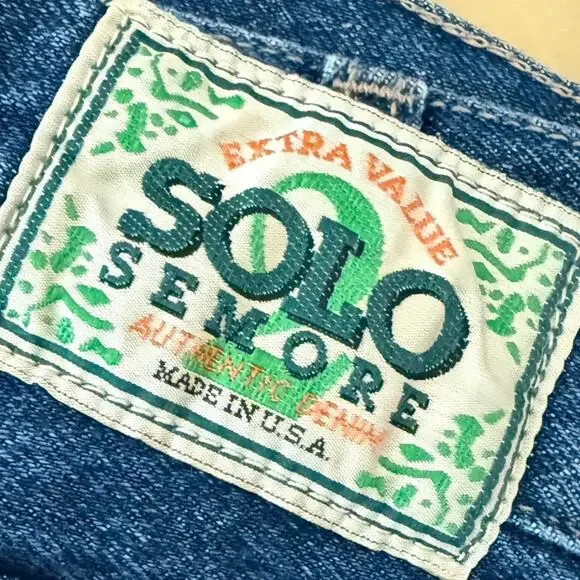 EXTRA VALUE
2
SOLO
SEMORE
AUTHENTIC DENIM
MADE IN U.S.A.